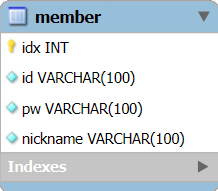 member
idx INT
id VARCHAR(100)
pw VARCHAR(100)
nickname VARCHAR(100)
Indexes